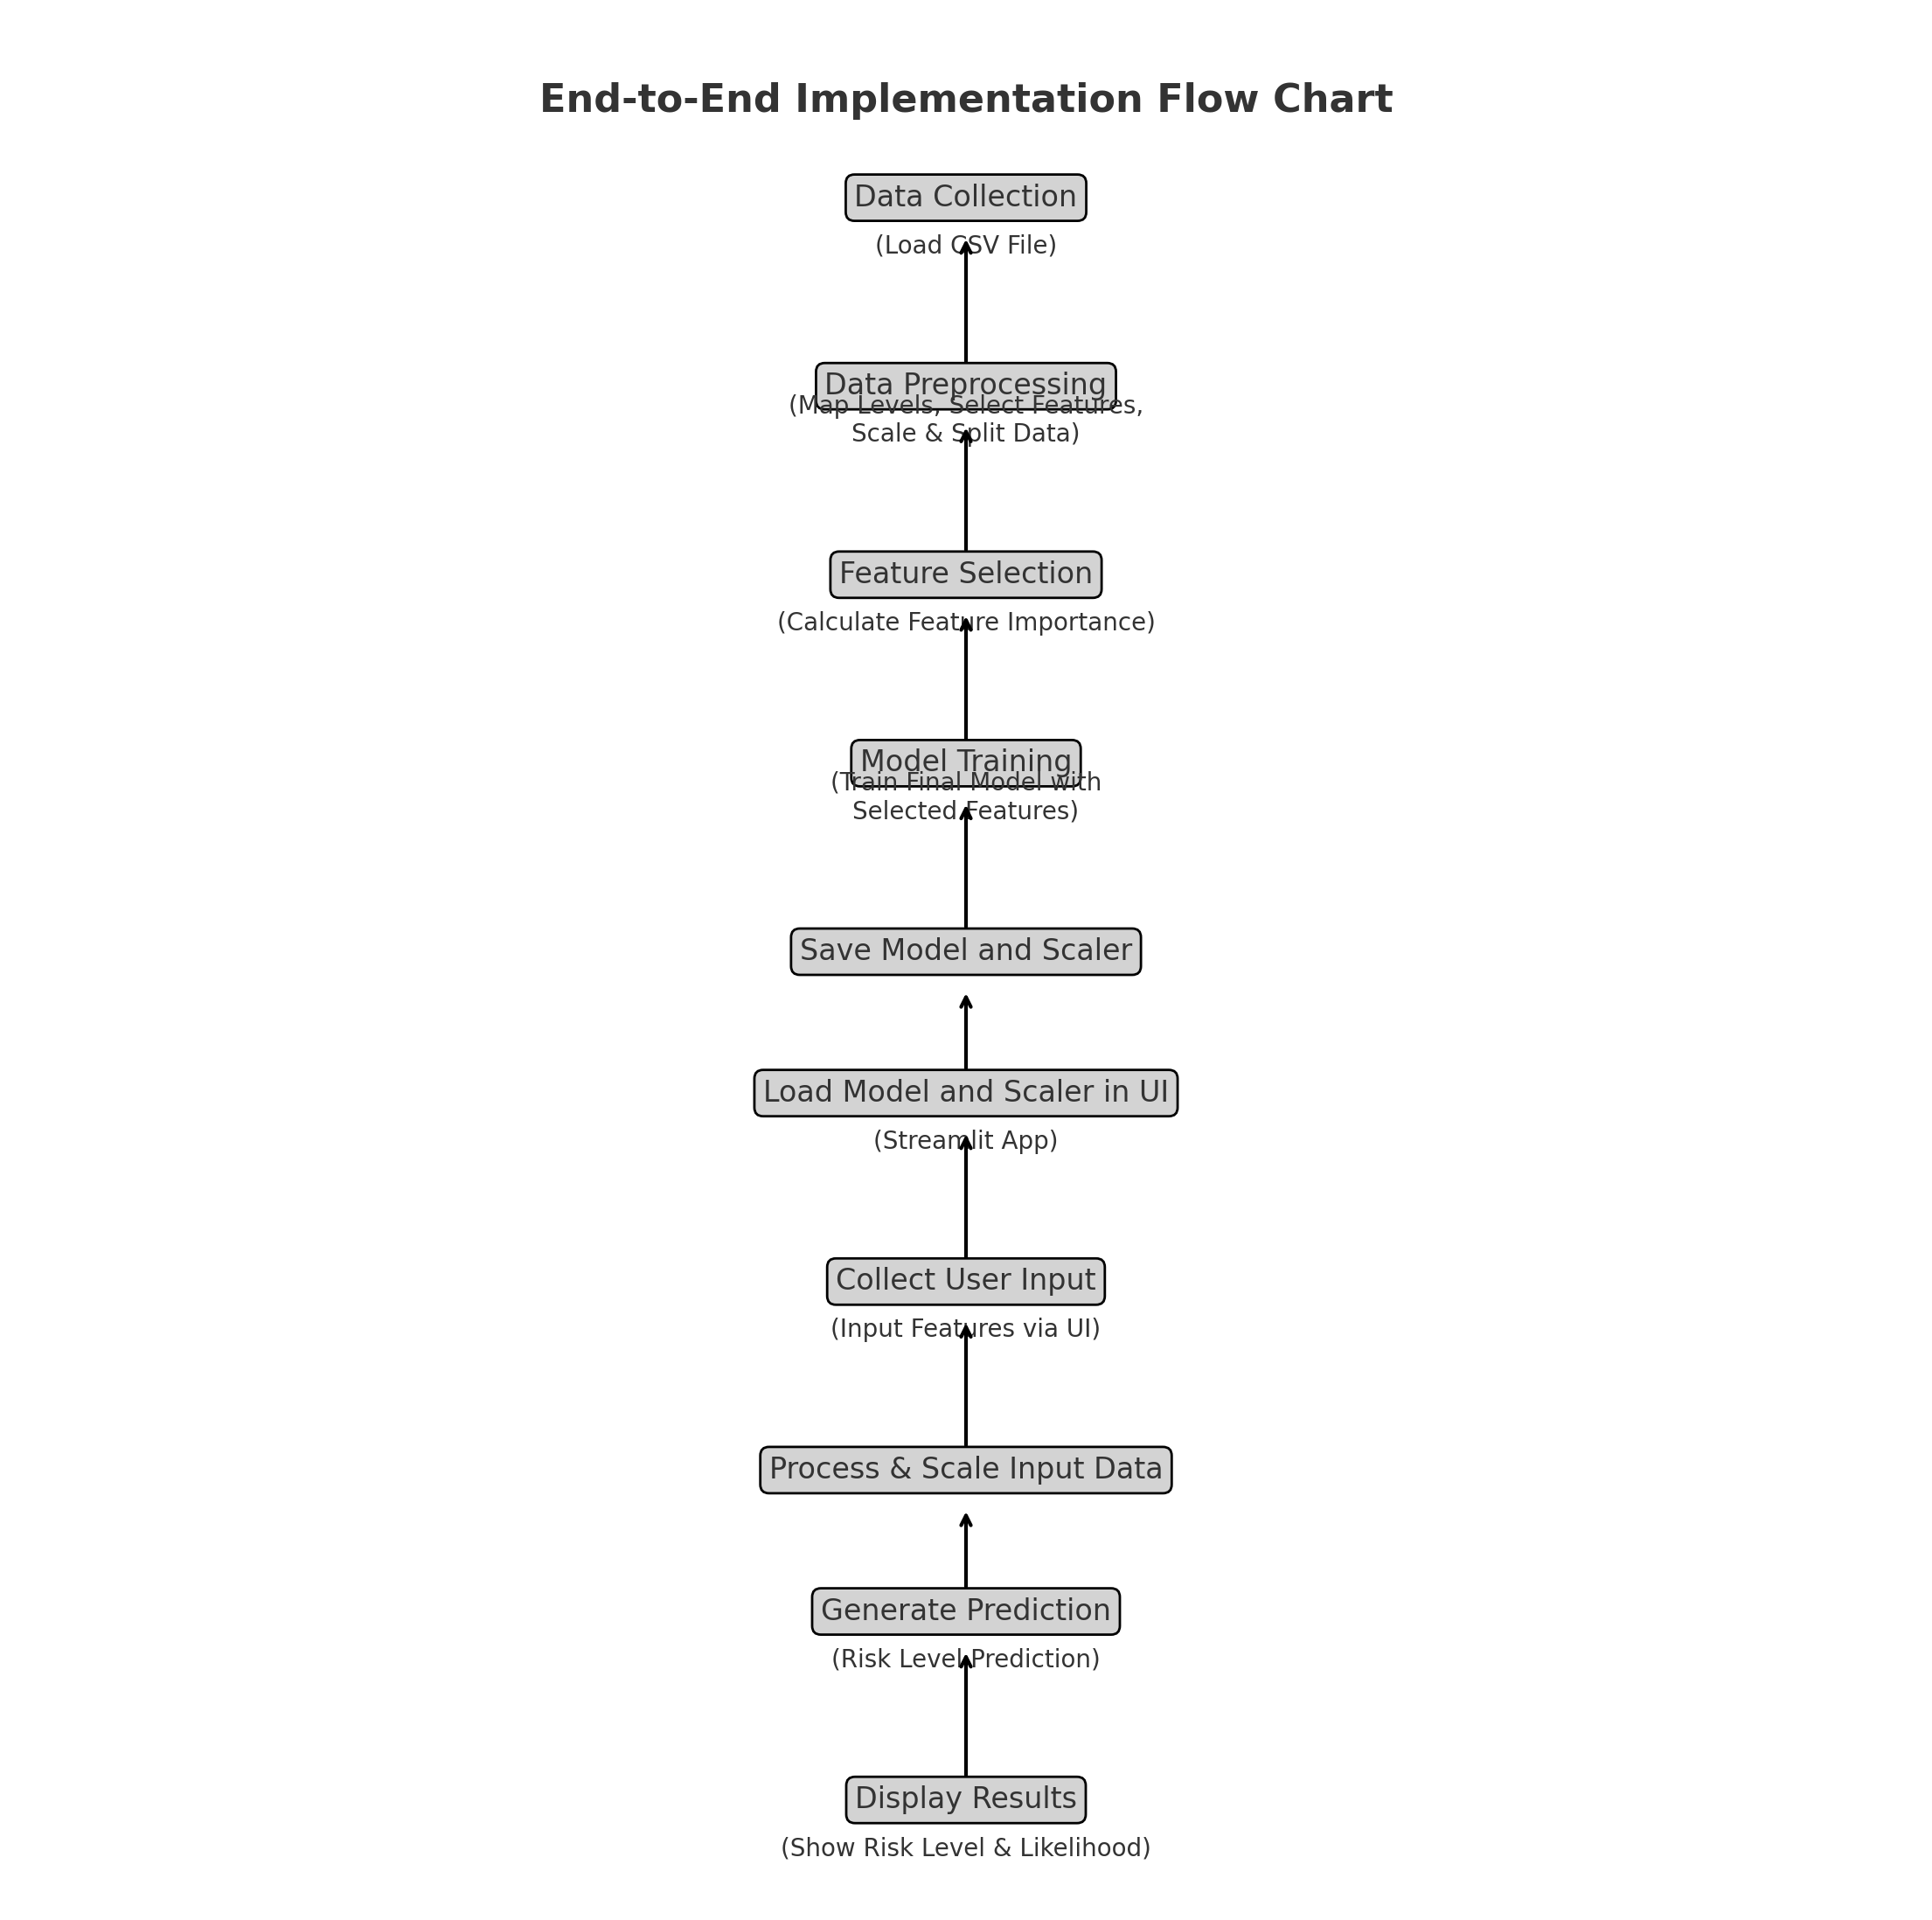 End-to-End Implementation Flow Chart
Data Collection
(Load CSV File)
Data Preprocessing
(Map Levels, Select Features,
Scale & Split Data)
Feature Selection
(Calculate Feature Importance)
Model Training
(Train Final Model with
Selected Features)
Save Model and Scaler
Load Model and Scaler in UI
(Streamlit App)
Collect User Input
(Input Features via UI)
Process & Scale Input Data
Generate Prediction
(Risk Level Prediction)
Display Results
(Show Risk Level & Likelihood)